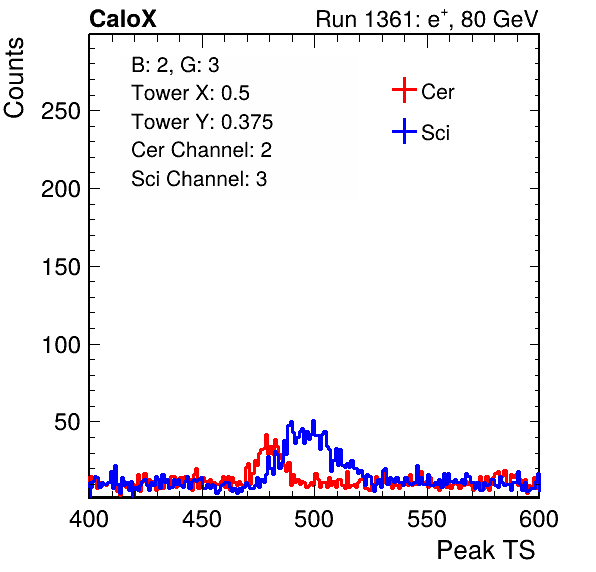 CaloX Run 1361: e+, 80 GeV
Counts
B: 2, G: 3
Tower X: 0.5
Tower Y: 0.375
Cer Channel: 2
Sci Channel: 3
Cer
Sci
250
200
150
100
50
400 450 500 550 600
Peak TS